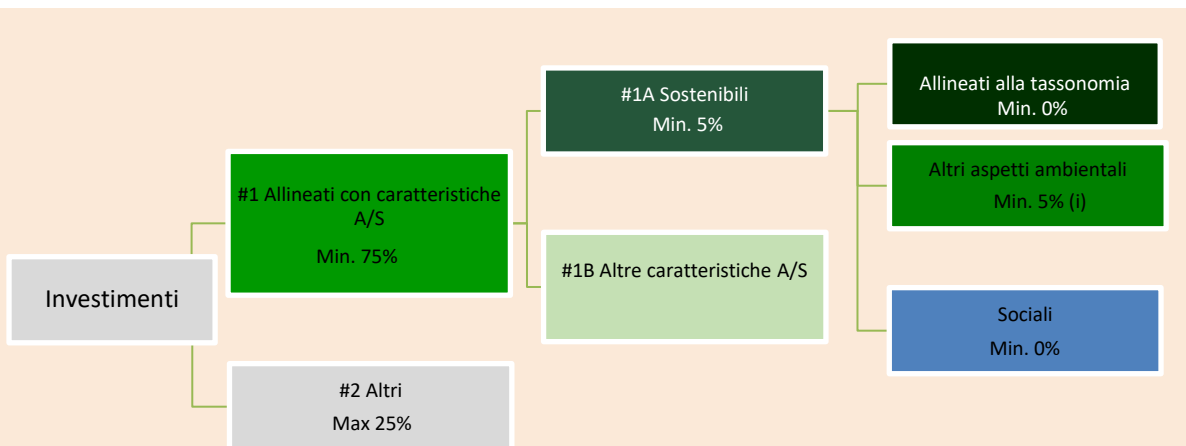 Investimenti
#1 Allineati con caratteristiche
A/S
Min. 75%
#2 Altri
Max 25%
#1A Sostenibili
Min. 5%
#1B Altre caratteristiche A/S
Allineati alla tassonomia
Min. 0%
Altri aspetti ambientali
Min. 5% (i)
Sociali
Min. 0%